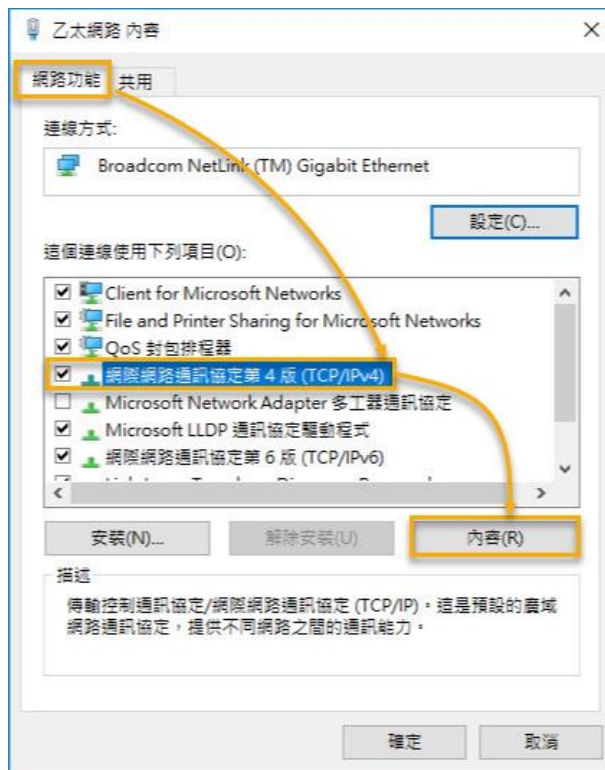 乙太網路 內容
網路功能 共用
連線方式:
Broadcom NetLink (TM) Gigabit Ethernet
設定(C)...
這個連線使用下列項目(O):
Client for Microsoft Networks
File and Printer Sharing for Microsoft Networks
QoS 封包排程器
網際網路通訊協定第 4 版 (TCP/IPv4)
Microsoft Network Adapter 多工器通訊協定
Microsoft LLDP 通訊協定驅動程式
網際網路通訊協定第 6 版 (TCP/IPv6)
安裝(N)... 解除安裝(U) 內容(R)
描述
傳輸控制通訊協定/網際網路通訊協定 (TCP/IP)。這是預設的廣域
網路通訊協定，提供不同網路之間的通訊能力。
確定 取消